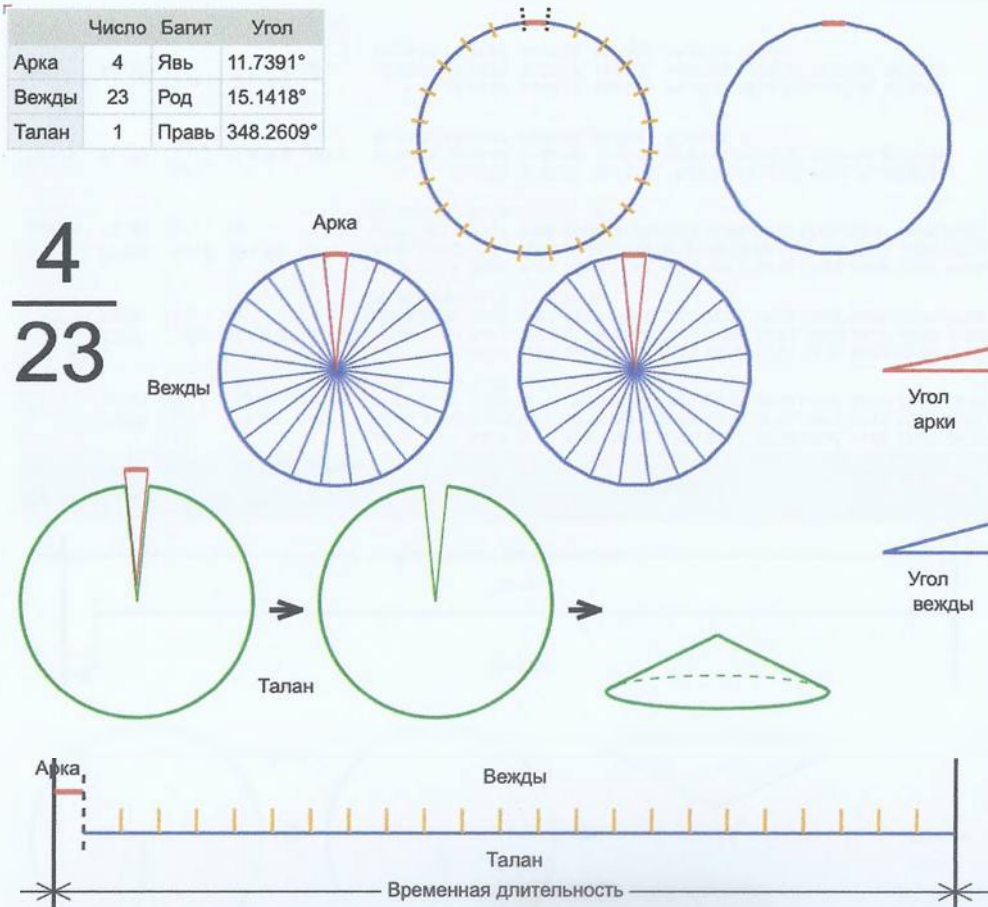 Число Багит Угол
Арка 4 Явь 11.7391°
Вежды 23 Род 15.1418°
Талан 1 Правь 348.2609°
4
23
Арка
Вежды
Угол
арки
Угол
вежды
Талан
Арка
Вежды
Талан
Временная длительность